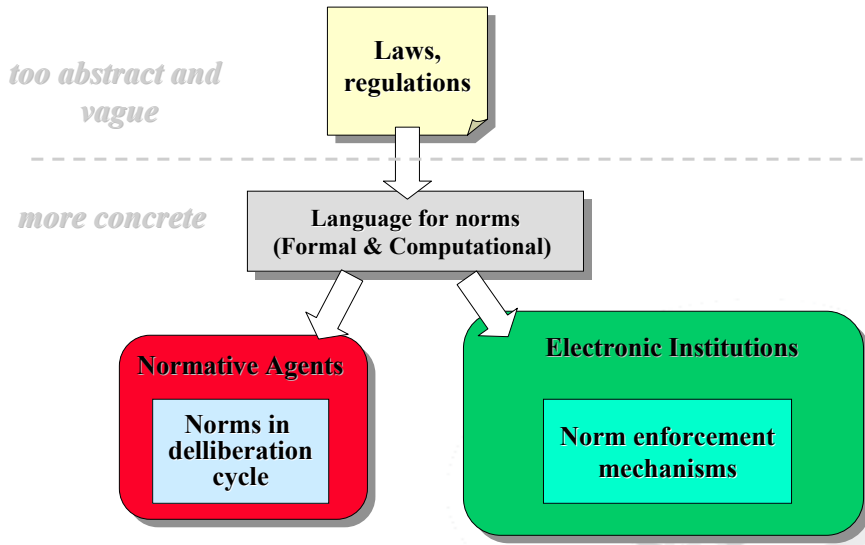 Laws,
regulations
too abstract and
vague
more concrete
Language for norms
(Formal & Computational)
Normative Agents
Norms in
delliberation
cycle
Electronic Institutions
Norm enforcement
mechanisms